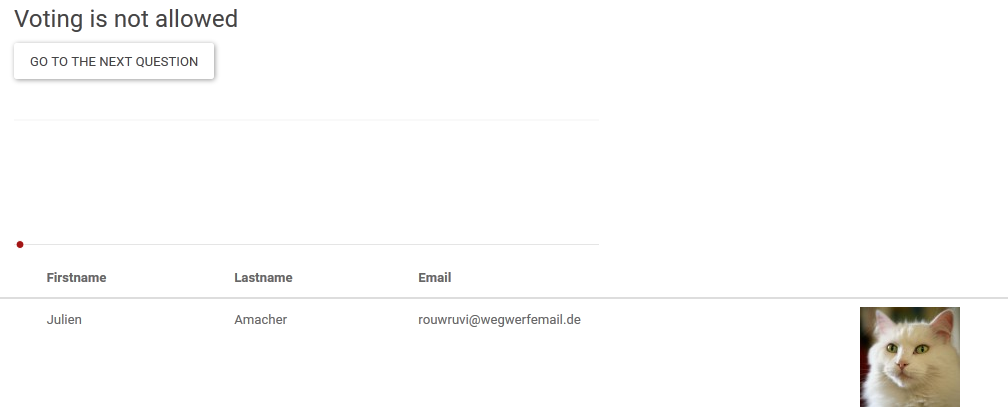 Voting is not allowed
GO TO THE NEXT QUESTION
Firstname Lastname Email
Julien Amacher rouwruvi@wegwerfemail.de